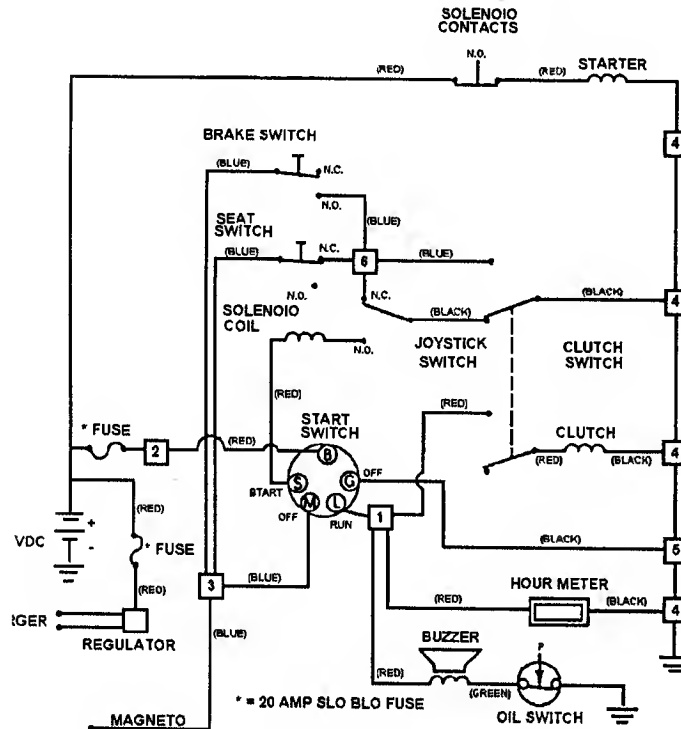 SOLENOIO
CONTACTS
N.O.
(RED)
(RED)
STARTER
4
BRAKE SWITCH
(BLUE)
N.C.
N.O.
(BLUE)
SEAT
SWITCH
(BLUE)
N.C.
6
(BLUE)
N.O.
N.C.
SOLENOIO
COIL
N.O.
(BLACK)
(BLACK)
4
JOYSTICK
SWITCH
CLUTCH
SWITCH
(RED)
(RED)
START
SWITCH
* FUSE
2
(RED)
B
CLUTCH
(RED)
(BLACK)
4
S
G
OFF
START
M
L
OFF
RUN
1
(RED)
VDC
+
-
* FUSE
(BLACK)
5
3
(BLUE)
HOUR METER
(RED)
(BLACK)
4
(RED)
RGER
REGULATOR
(BLUE)
BUZZER
P
(RED)
(GREEN)
* = 20 AMP SLO BLO FUSE
OIL SWITCH
MAGNETO